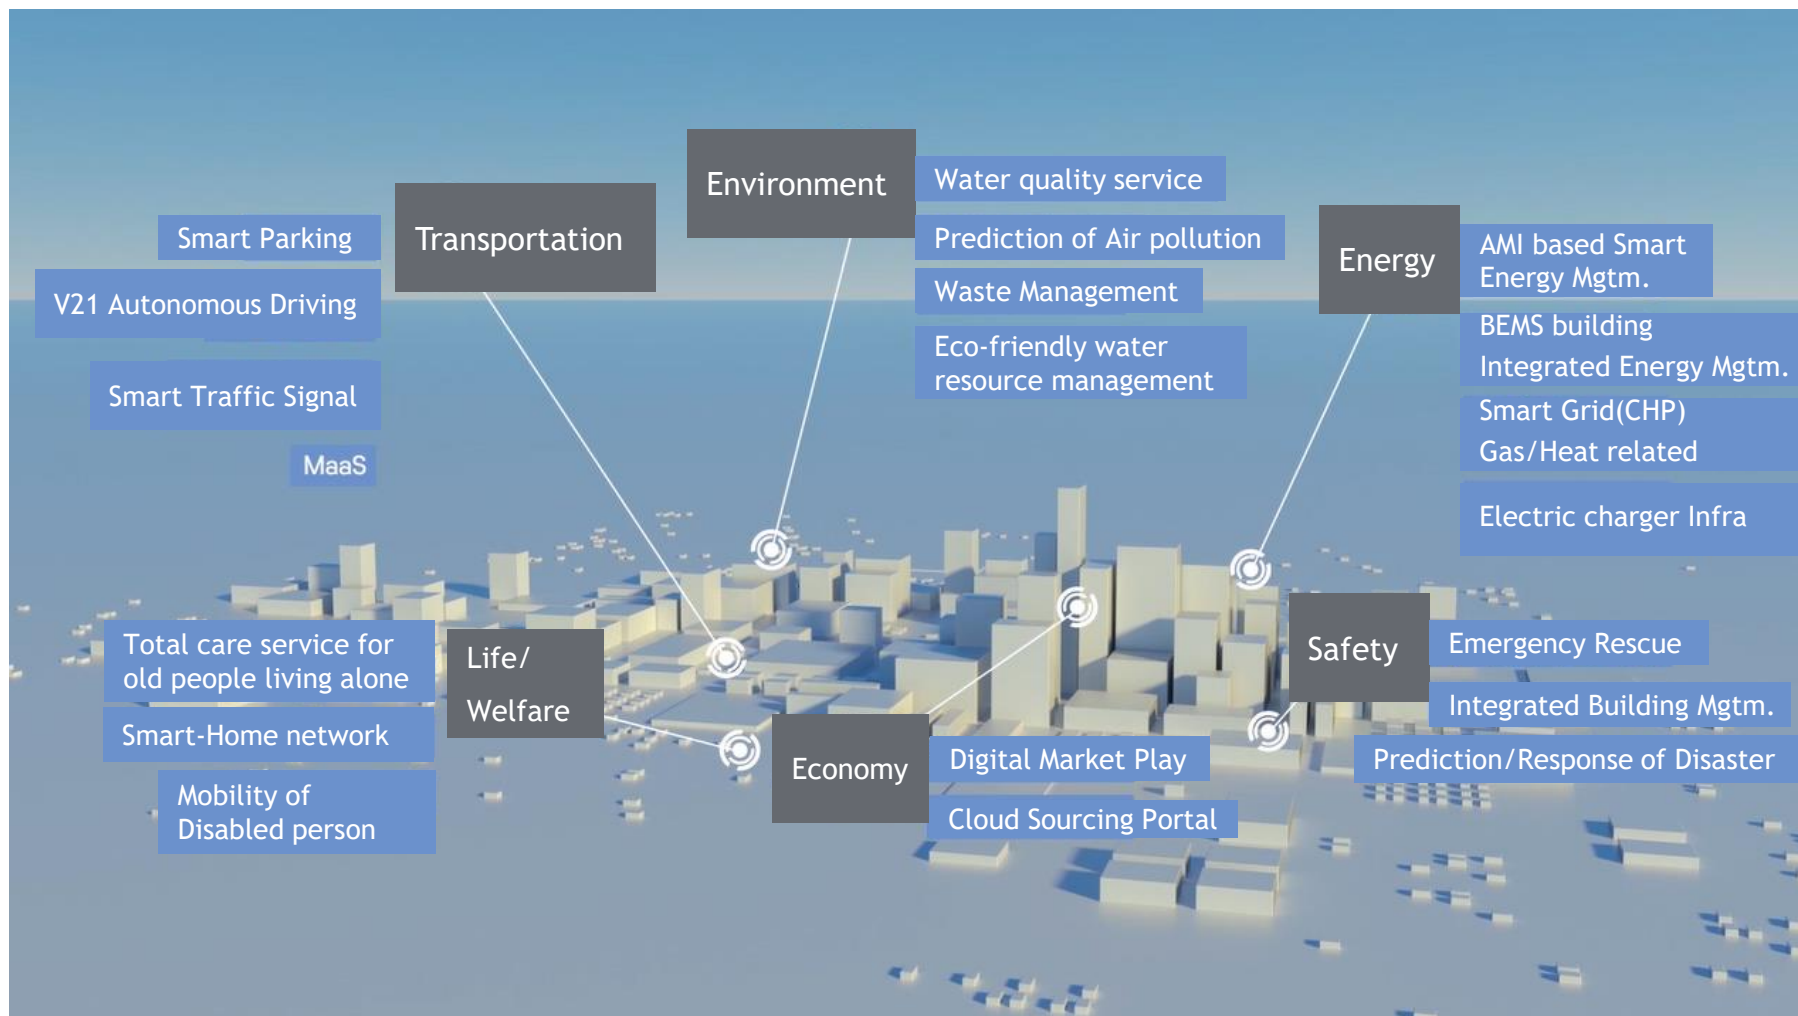 Transportation
Smart Parking
V21 Autonomous Driving
Smart Traffic Signal
MaaS
Environment
Water quality service
Prediction of Air pollution
Waste Management
Eco-friendly water
resource management
Energy
AMI based Smart
Energy Mgtm.
BEMS building
Integrated Energy Mgtm.
Smart Grid(CHP)
Gas/Heat related
Electric charger Infra
Life/
Welfare
Total care service for
old people living alone
Smart-Home network
Mobility of
Disabled person
Economy
Digital Market Play
Cloud Sourcing Portal
Safety
Emergency Rescue
Integrated Building Mgtm.
Prediction/Response of Disaster